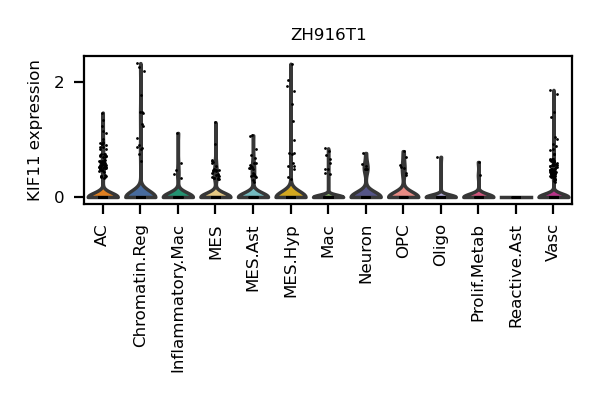 ZH916T1
KIF11 expression
2
0
AC
Chromatin.Reg
Inflammatory.Mac
MES
MES.Ast
MES.Hyp
Mac
Neuron
OPC
Oligo
Prolif.Metab
Reactive.Ast
Vasc